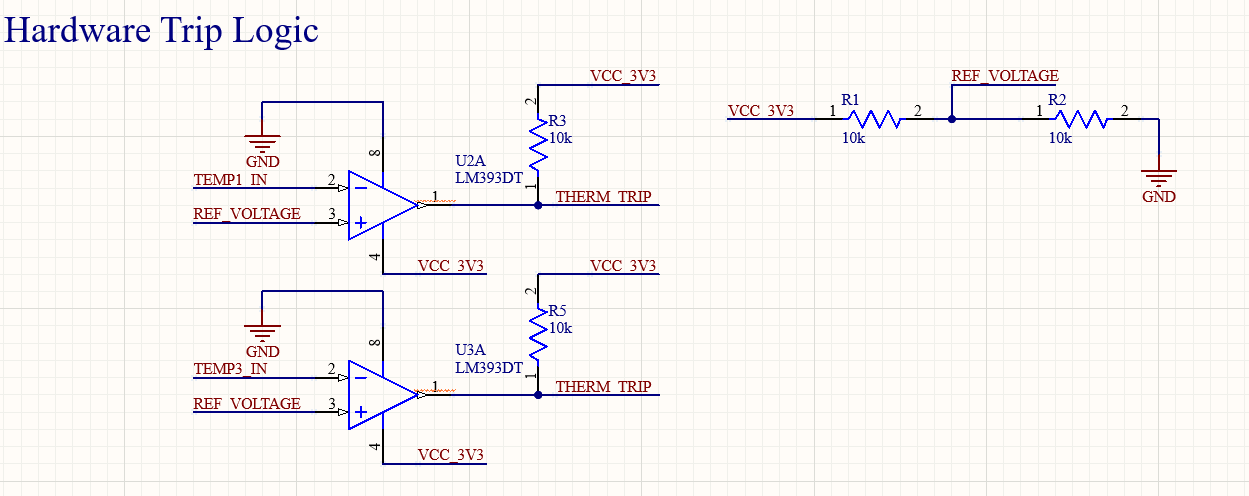 Hardware Trip Logic
VCC_3V3
2
R3
10k
1
8
GND
TEMP1_IN
2
REF_VOLTAGE
3
U2A
LM393DT
1
THERM_TRIP
4
VCC_3V3
VCC_3V3
2
R5
10k
1
8
GND
TEMP3_IN
2
REF_VOLTAGE
3
U3A
LM393DT
1
THERM_TRIP
4
VCC_3V3
REF_VOLTAGE
VCC_3V3
1
R1
2
10k
1
R2
2
10k
GND